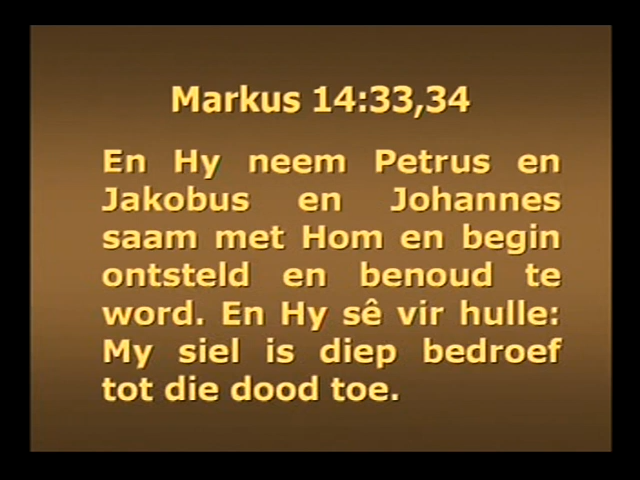 Markus 14:33,34
En Hy neem Petrus en
Jakobus en Johannes
saam met Hom en begin
ontsteld en benoud te
word. En Hy sê vir hulle:
My siel is diep bedroef
tot die dood toe.